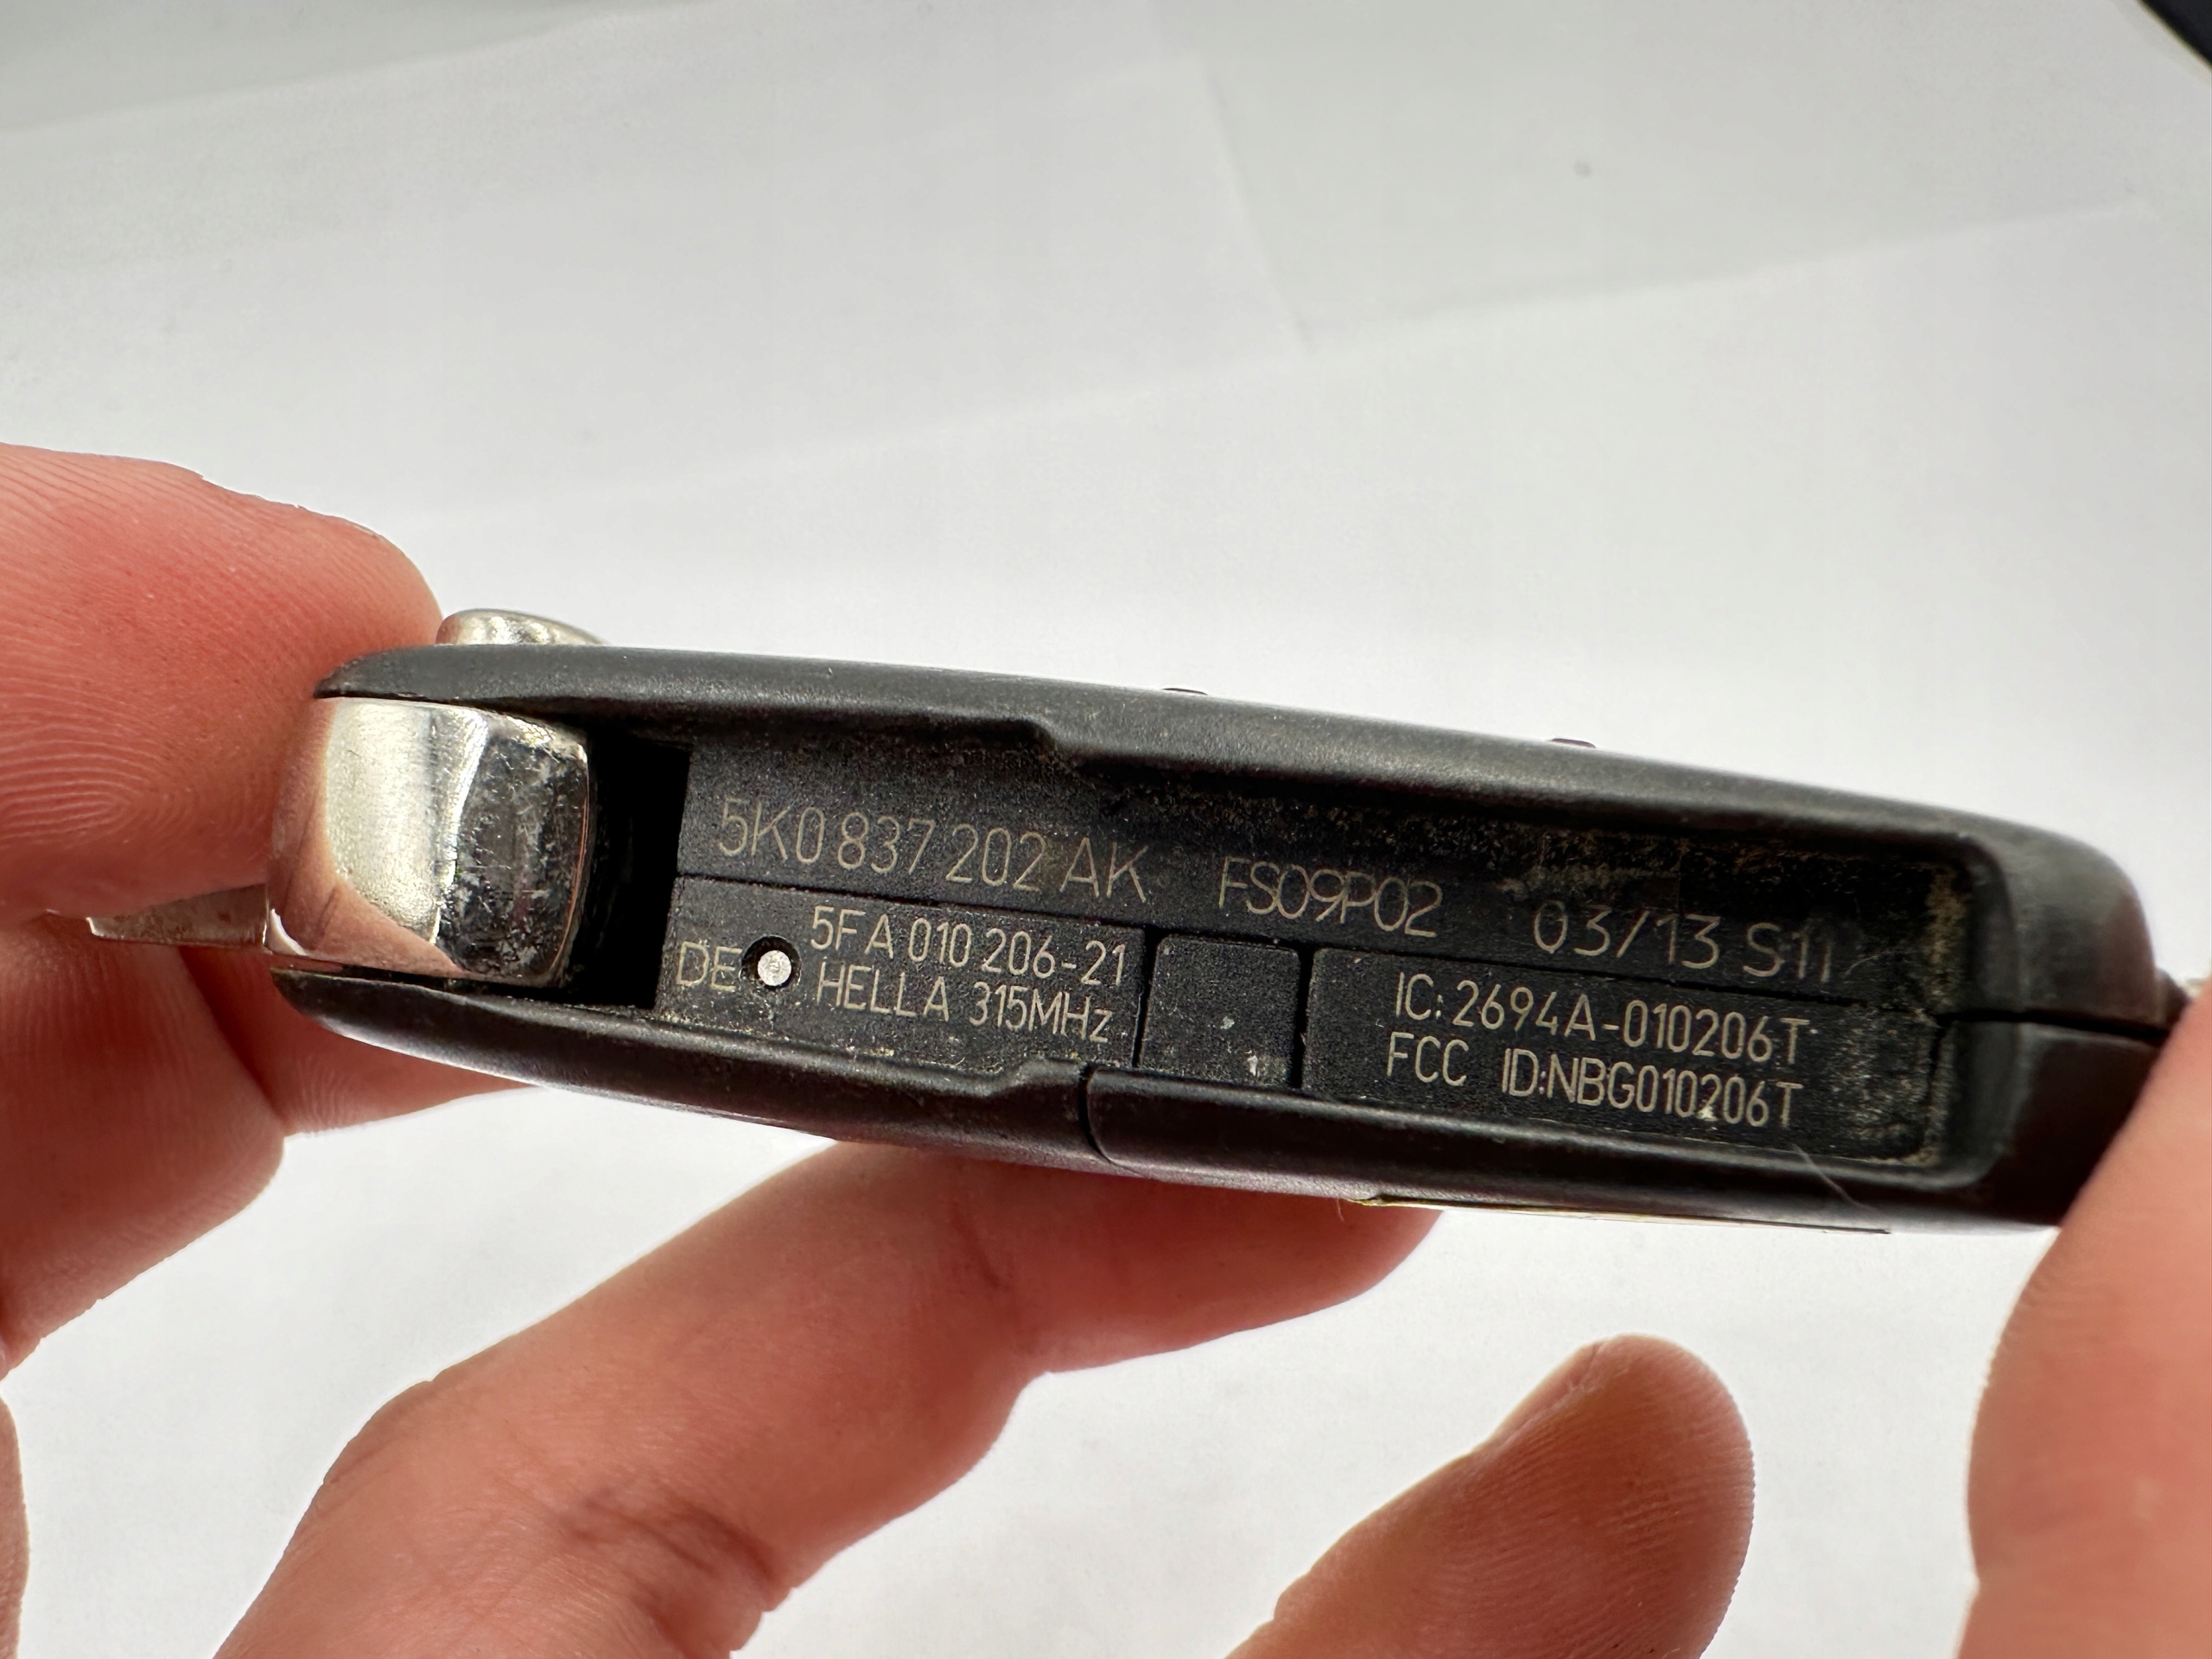 5K0 837 202 AK FS09P02 03/13 S11
DE
5FA 010 206-21
HELLA 315MHz
IC: 2694A-010206T
FCC ID:NBG010206T